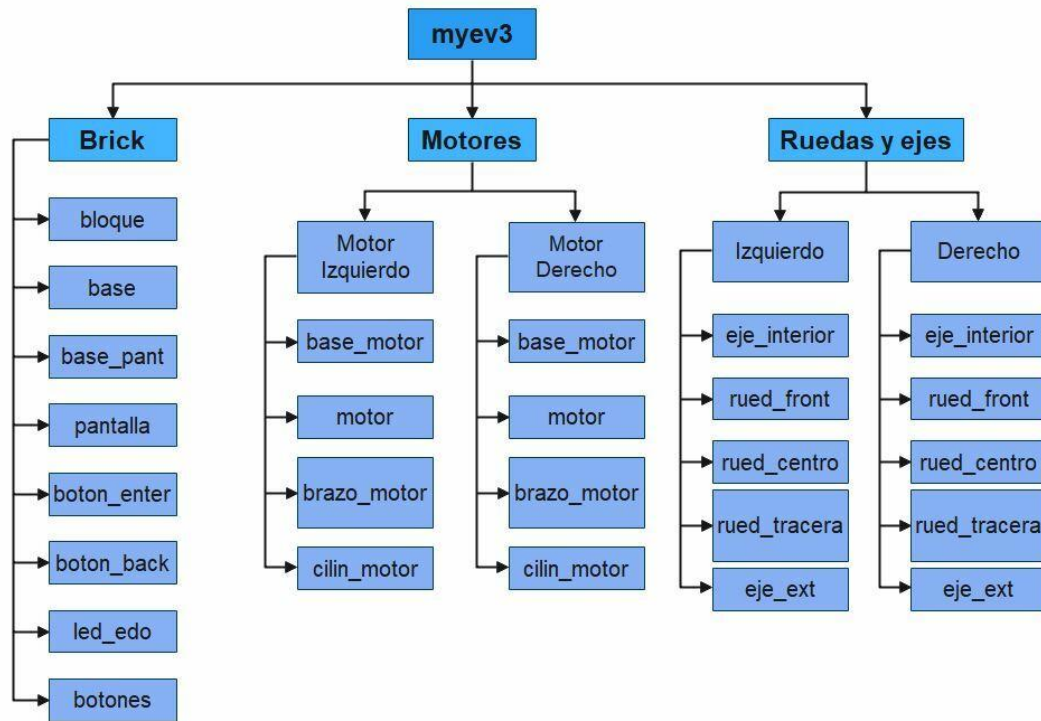 myev3
Brick
Motores
Ruedas y ejes
bloque
base
base_pant
pantalla
boton_enter
boton_back
led_edo
botones
Motor
Izquierdo
base_motor
motor
brazo_motor
cilin_motor
Motor
Derecho
base_motor
motor
brazo_motor
cilin_motor
Izquierdo
eje_interior
rued_front
rued_centro
rued_tracera
eje_ext
Derecho
eje_interior
rued_front
rued_centro
rued_tracera
eje_ext